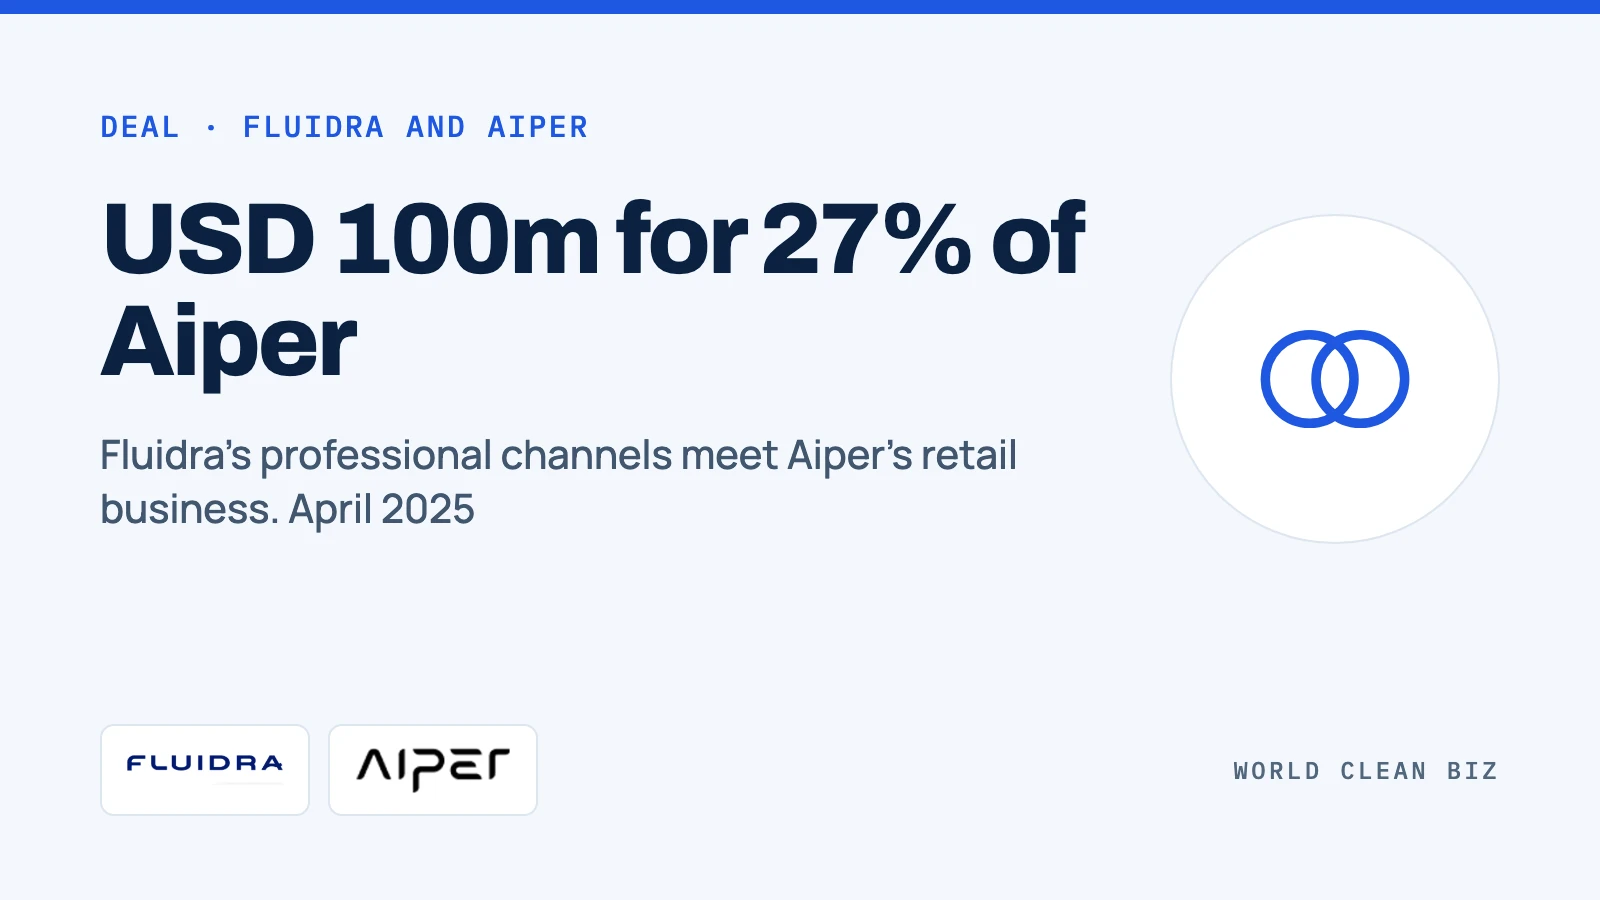 DEAL · FLUIDRA AND AIPER
USD 100m for 27% of
Aiper
Fluidra’s professional channels meet Aiper’s retail
business. April 2025
FLUIDRA
AIPER
WORLD CLEAN BIZ